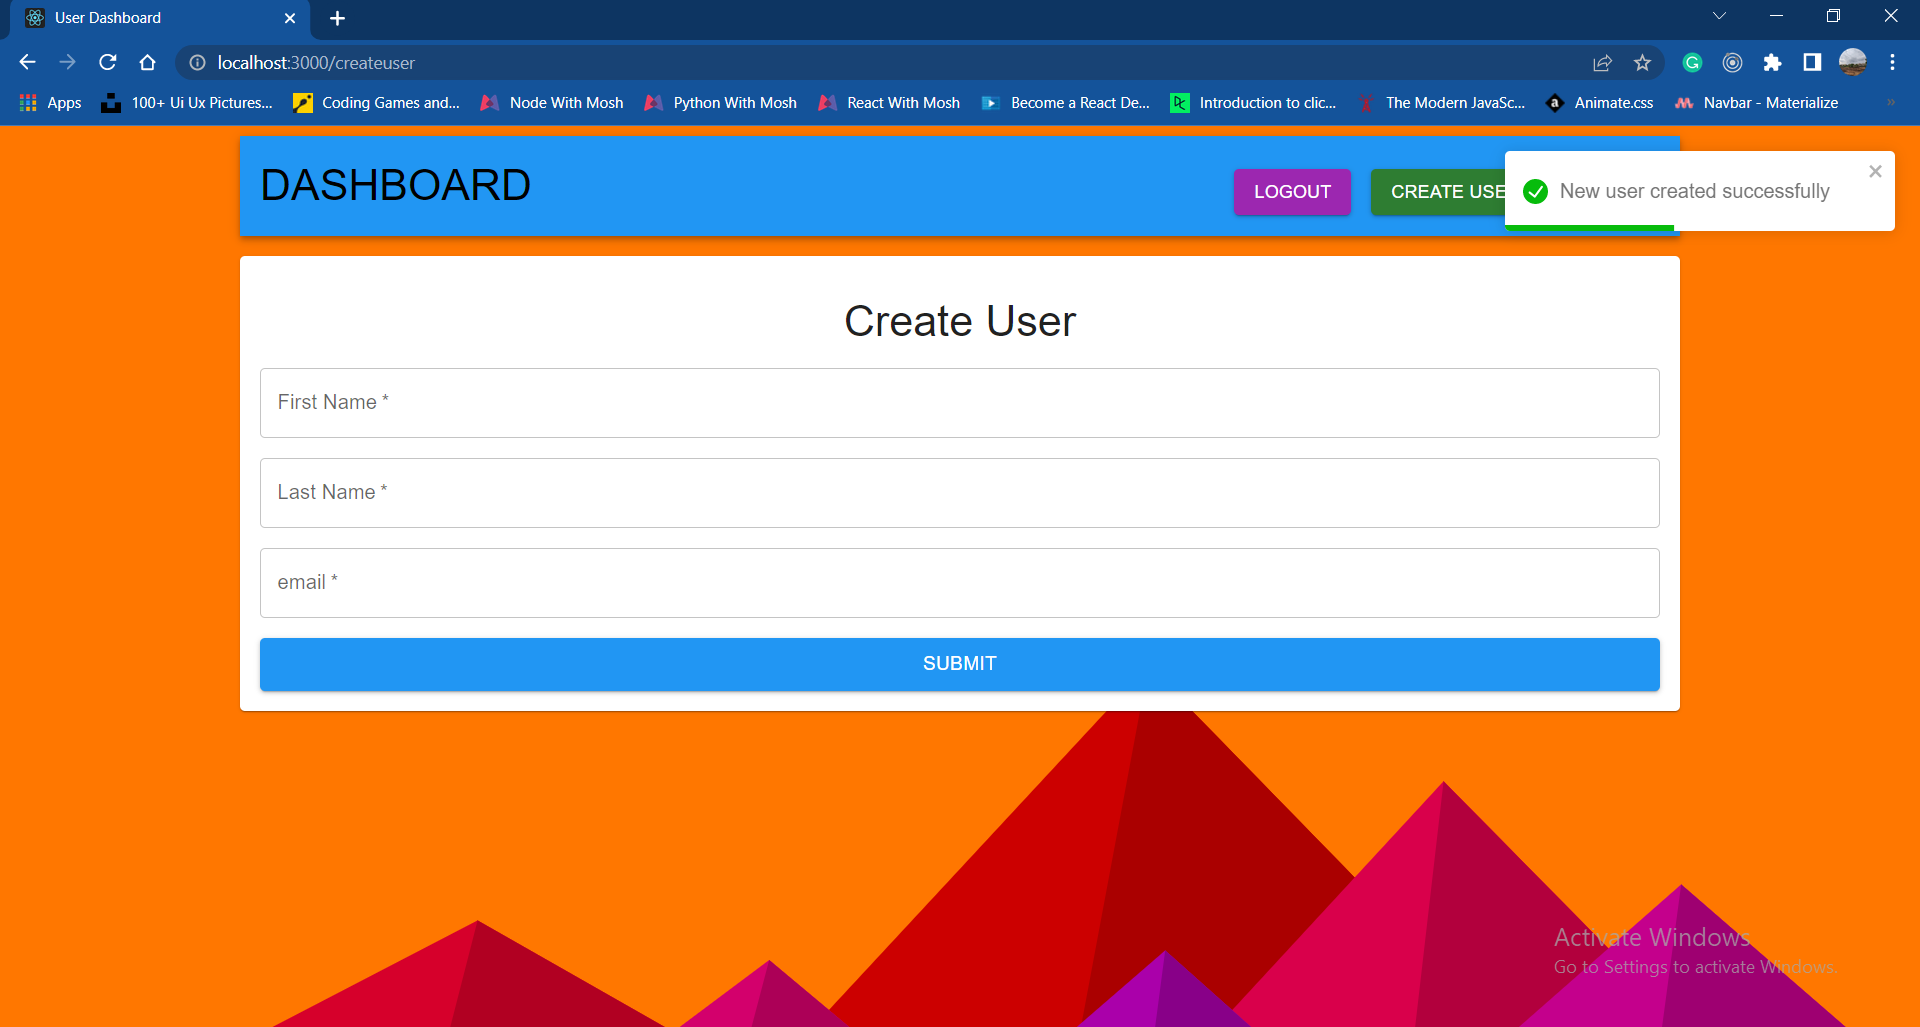 User Dashboard
localhost:3000/createuser
Apps
100+ Ui Ux Pictures...
Coding Games and...
Node With Mosh
Python With Mosh
React With Mosh
Become a React De...
Introduction to clic...
The Modern JavaSc...
Animate.css
Navbar - Materialize
DASHBOARD
LOGOUT
CREATE USE
New user created successfully
Create User
First Name *
Last Name *
email *
SUBMIT
Activate Windows
Go to Settings to activate Windows.